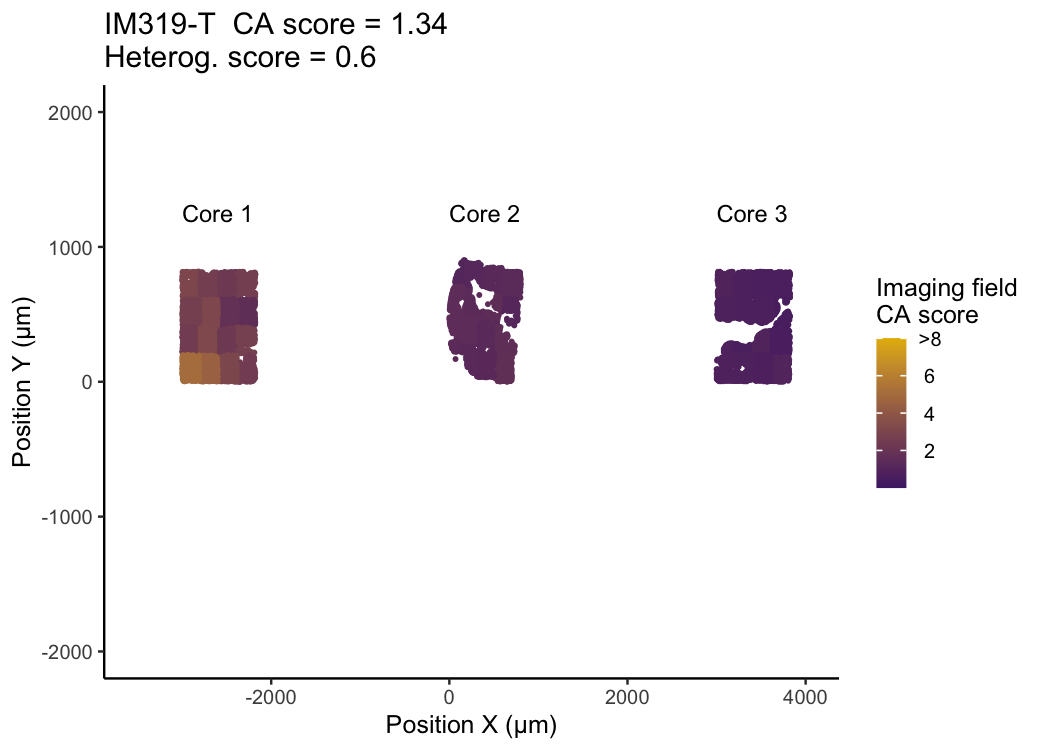 IM319-T  CA score = 1.34
Heterog. score = 0.6
2000
1000
0
-1000
-2000
Position Y (µm)
Core 1
Core 2
Core 3
-2000
0
2000
4000
Position X (µm)
Imaging field
CA score
>8
6
4
2